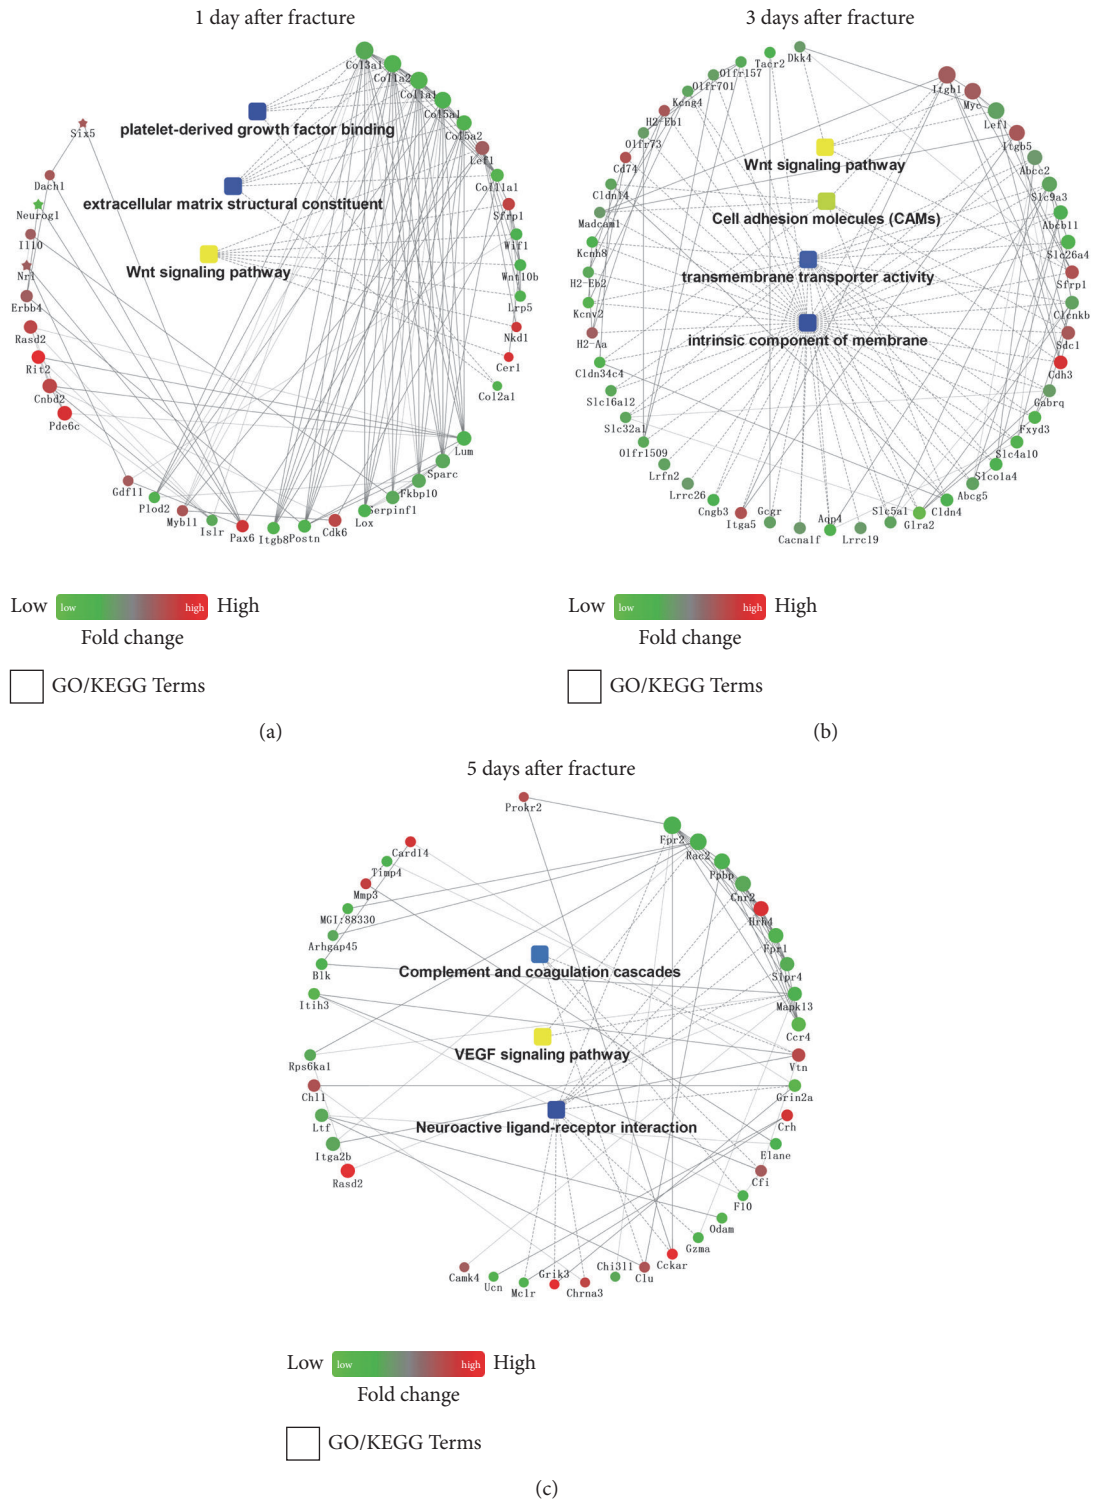 1 day after fracture
Col3a1
Col1a2
Col1a1
Col15a1
Col5a2
Lef1
Col11a1
Sfrp1
Wif1
Wnt10b
Lrp5
Nkd1
Cer1
Col2a1
Lum
Sparc
Fkbp10
Serpinf1
Lox
Cdk6
Postn
Itgb8
Pax6
Islr
Mybl1
Plod2
Gdf11
Pde6c
Cnbd2
Rit2
Rasd2
Erbb4
Nrl
Il10
Neurog1
Dach1
Six5
platelet-derived growth factor binding
extracellular matrix structural constituent
Wnt signaling pathway
Low low high High
Fold change
GO/KEGG Terms
(a)
3 days after fracture
Dkk4
Tacr2
Olfr157
Olfr701
Kcng4
H2-Eb1
Olfr73
Cd74
Cldn14
Madcam1
Kcnh8
H2-Eb2
Kcnv2
H2-Aa
Cldn34c4
Slc16a12
Slc32a1
Olfr1509
Lrfn2
Lrrc26
Cngb3
Itga5
Gcgr
Cacna1f
Aqp4
Lrrc19
Slc5a1
Glra2
Cldn4
Abcg5
Slco1a4
Slc4a10
Fxyd3
Gabrq
Cdh3
Sdc1
Clcnkb
Sfrp1
Slc26a4
Abcb11
Slc9a3
Abcc2
Itgb5
Lef1
Myc
Itgb1
Wnt signaling pathway
Cell adhesion molecules (CAMs)
transmembrane transporter activity
intrinsic component of membrane
Low low high High
Fold change
GO/KEGG Terms
(b)
5 days after fracture
Prokr2
Fpr2
Rac2
Ppbp
Cnr2
Hrh4
Fpr1
S1pr4
Mapk13
Ccr4
Vtn
Grin2a
Crh
Elane
Cfi
F10
Odam
Gzma
Cckar
Clu
Chi3l1
Chrna3
Grik3
Mc1r
Ucn
Camk4
Rasd2
Itga2b
Ltf
Chl1
Rps6ka1
Itih3
Blk
Arhgap45
MGI:88330
Mmp3
Timp4
Card14
Complement and coagulation cascades
VEGF signaling pathway
Neuroactive ligand-receptor interaction
Low low high High
Fold change
GO/KEGG Terms
(c)